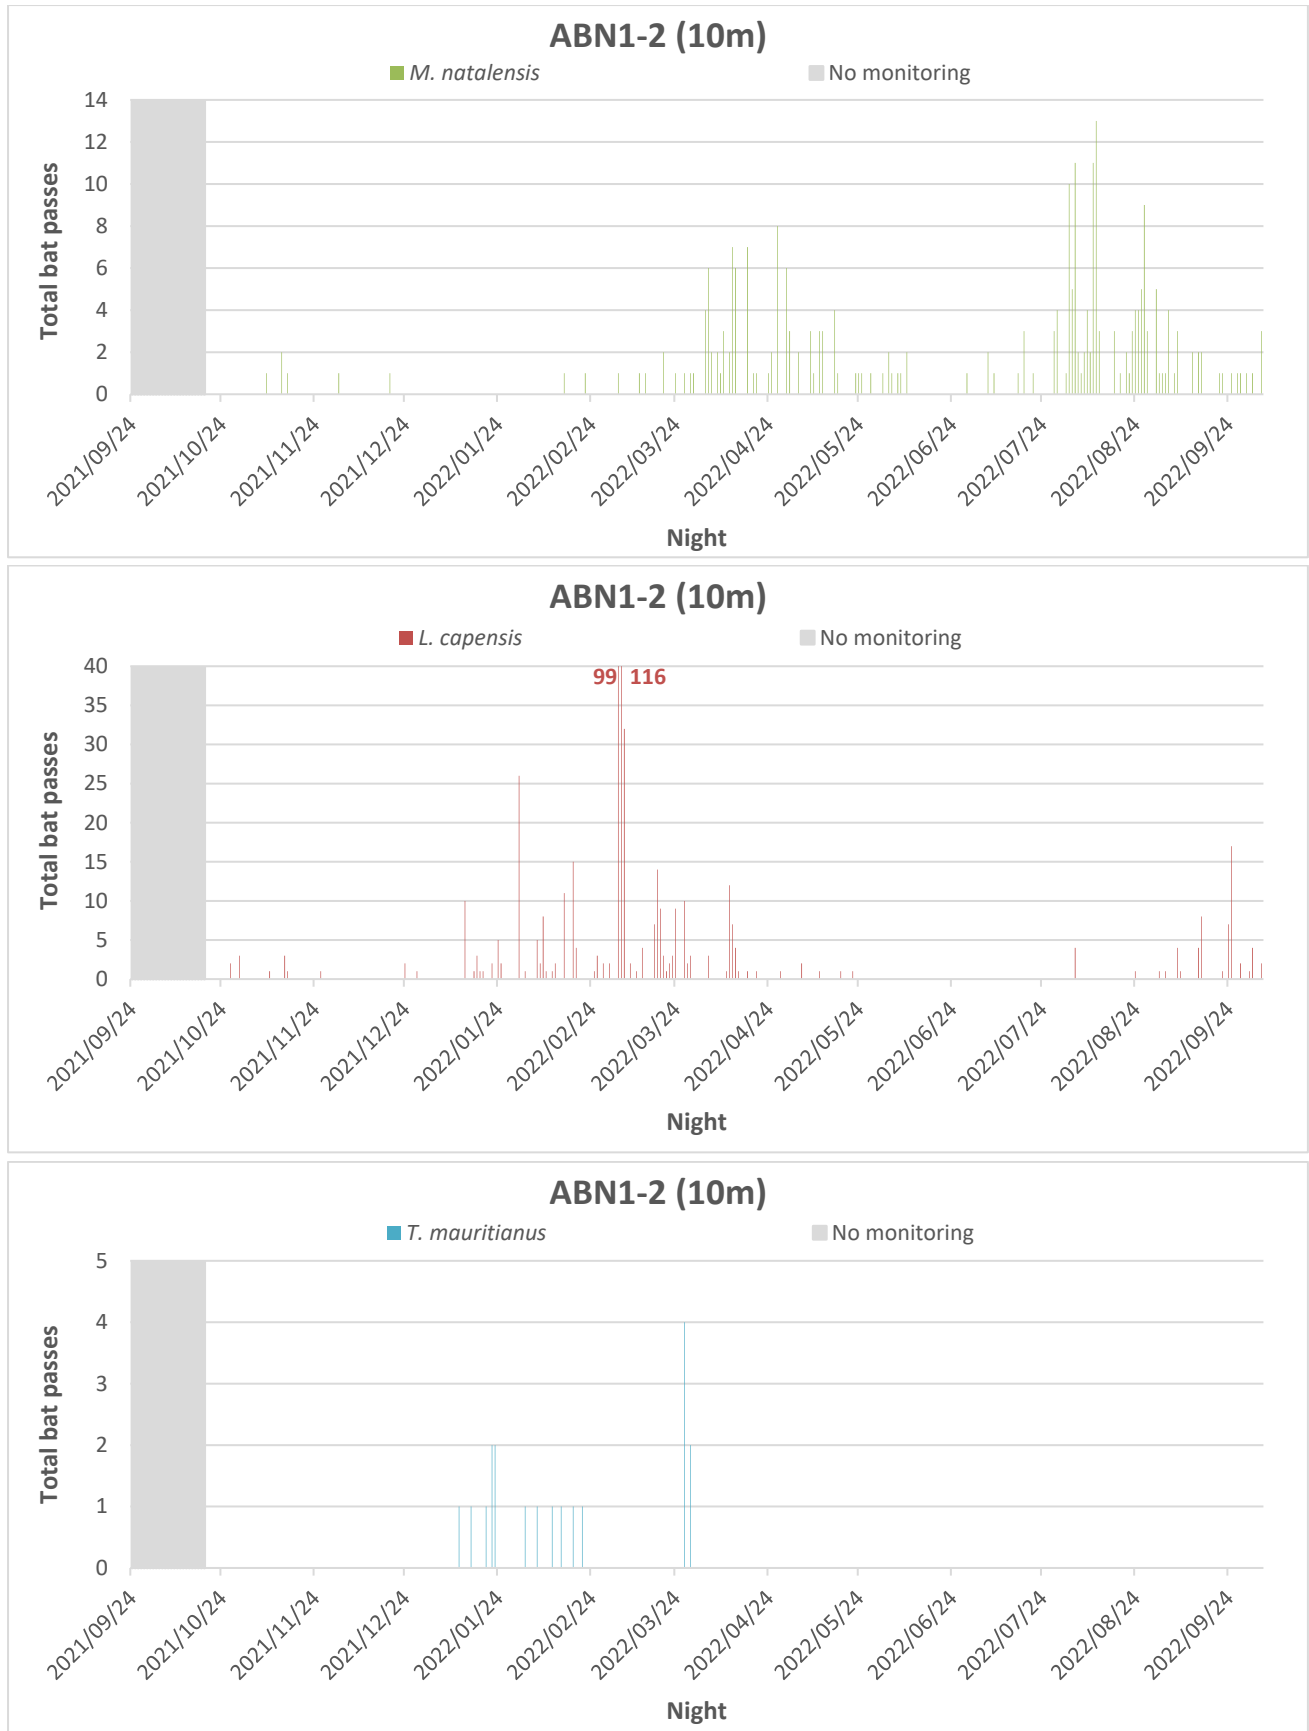 ABN1-2 (10m)
M. natalensis No monitoring
14
12
10
8
6
4
2
0
Total bat passes
2021/09/24 2021/10/24 2021/11/24 2021/12/24 2022/01/24 2022/02/24 2022/03/24 2022/04/24 2022/05/24 2022/06/24 2022/07/24 2022/08/24 2022/09/24
Night
ABN1-2 (10m)
L. capensis No monitoring
40
35
30
25
20
15
10
5
0
99 116
Total bat passes
2021/09/24 2021/10/24 2021/11/24 2021/12/24 2022/01/24 2022/02/24 2022/03/24 2022/04/24 2022/05/24 2022/06/24 2022/07/24 2022/08/24 2022/09/24
Night
ABN1-2 (10m)
T. mauritianus No monitoring
5
4
3
2
1
0
Total bat passes
2021/09/24 2021/10/24 2021/11/24 2021/12/24 2022/01/24 2022/02/24 2022/03/24 2022/04/24 2022/05/24 2022/06/24 2022/07/24 2022/08/24 2022/09/24
Night